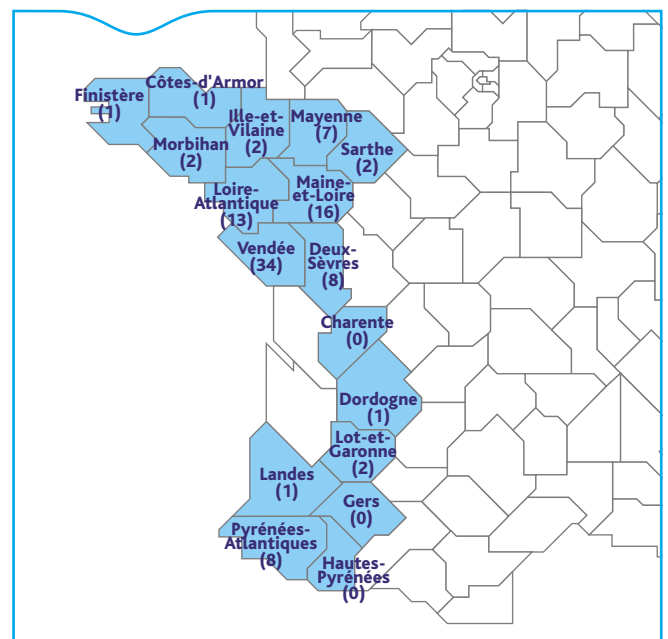 Côtes-d'Armor
(1)
Finistère
(1)
Ille-et-
Vilaine
(2)
Mayenne
(7)
Morbihan
(2)
Sarthe
(2)
Loire-
Atlantique
(13)
Maine-
et-Loire
(16)
Vendée
(34)
Deux-
Sèvres
(8)
Charente
(0)
Dordogne
(1)
Lot-et-
Garonne
(2)
Landes
(1)
Gers
(0)
Pyrénées-
Atlantiques
(8)
Hautes-
Pyrénées
(0)